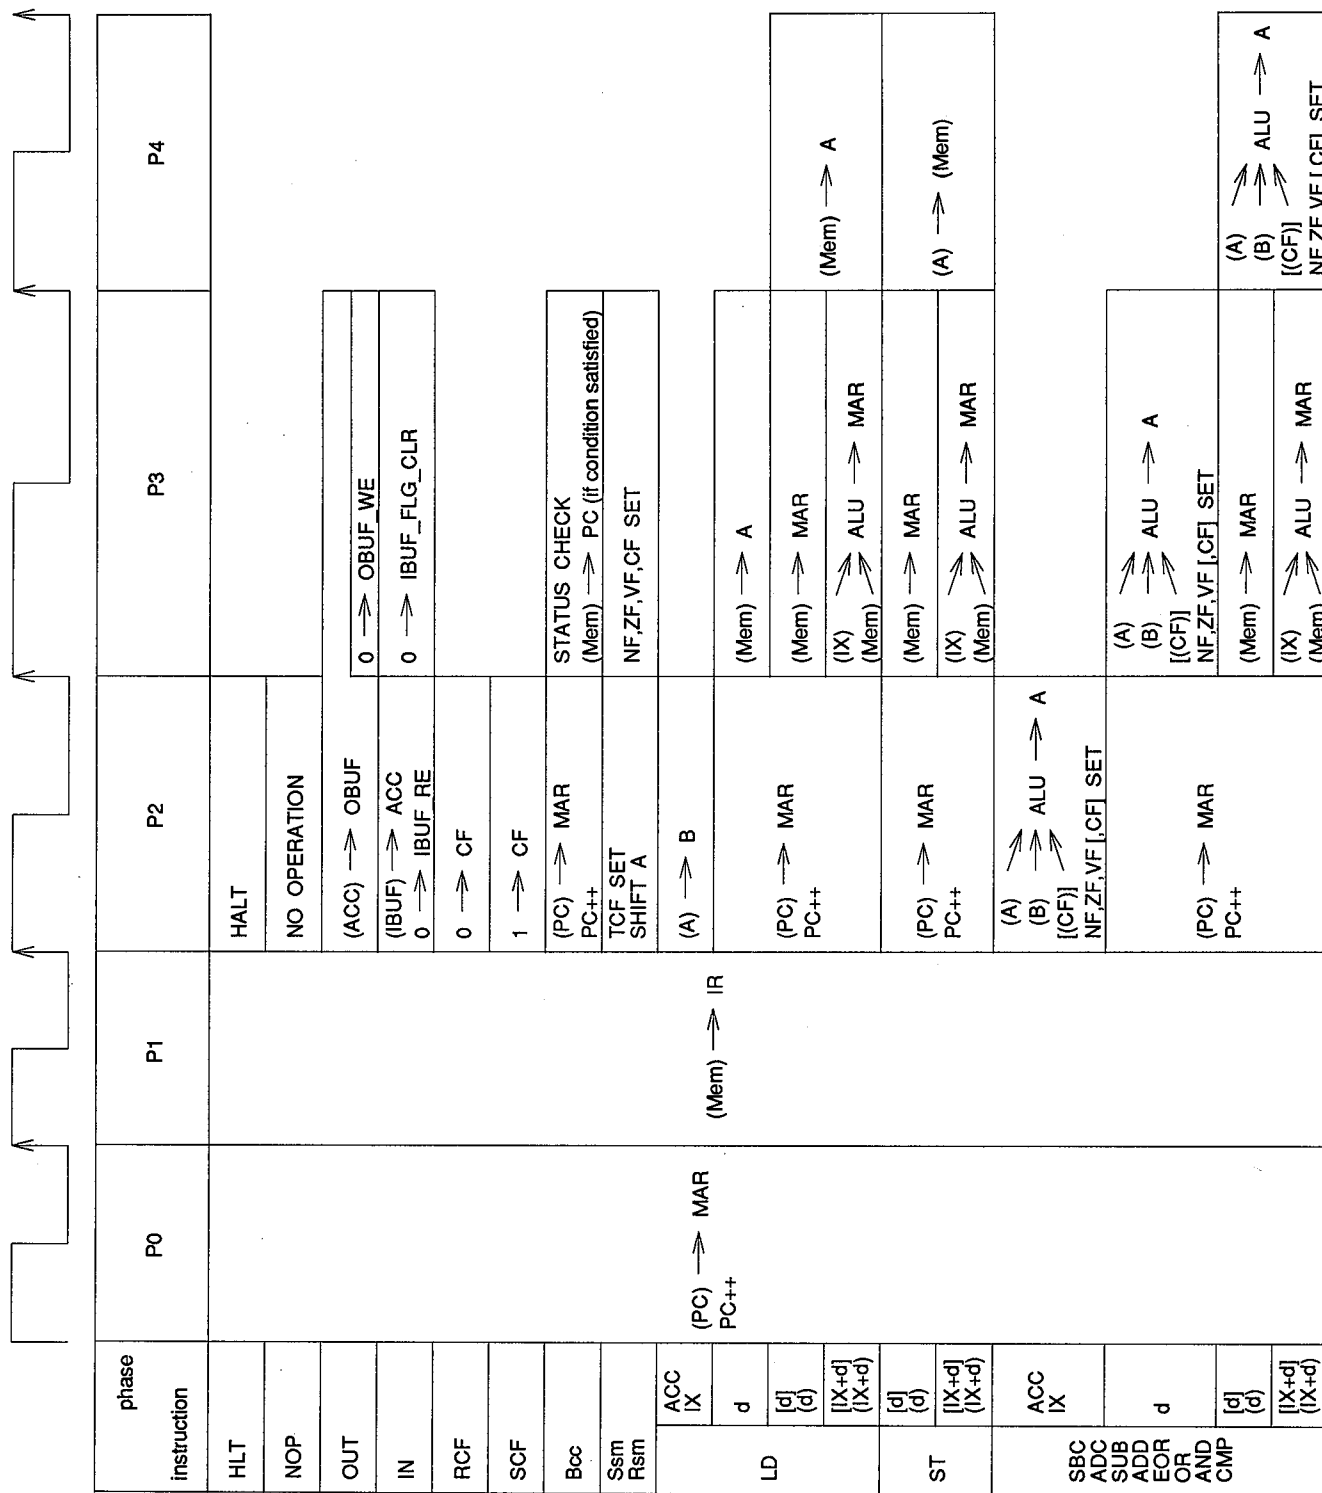 phase
instruction
P0
P1
P2
P3
P4
(PC) → MAR
PC++
(Mem) → IR
HLT
HALT
NOP
NO OPERATION
OUT
(ACC) → OBUF
0 → OBUF_WE
IN
(IBUF) → ACC
0 → IBUF_RE
0 → IBUF_FLG_CLR
RCF
0 → CF
SCF
1 → CF
Bcc
(PC) → MAR
PC++
STATUS CHECK
(Mem) → PC (if condition satisfied)
Ssm
Rsm
TCF SET
SHIFT A
NF,ZF,VF,CF SET
LD
ACC
IX
(A) → B
d
(PC) → MAR
PC++
(Mem) → A
[d]
(d)
(Mem) → MAR
(Mem) → A
[IX+d]
(IX+d)
(IX)
(Mem)
ALU → MAR
ST
[d]
(d)
(PC) → MAR
PC++
(Mem) → MAR
(A) → (Mem)
[IX+d]
(IX+d)
(IX)
(Mem)
ALU → MAR
SBC
ADC
SUB
ADD
EOR
OR
AND
CMP
ACC
IX
(A)
(B)
[(CF)]
ALU → A
NF,ZF,VF [,CF] SET
d
(PC) → MAR
PC++
(A)
(B)
[(CF)]
ALU → A
NF,ZF,VF [,CF] SET
[d]
(d)
(Mem) → MAR
(A)
(B)
[(CF)]
ALU → A
NF,ZF,VF [,CF] SET
[IX+d]
(IX+d)
(IX)
(Mem)
ALU → MAR